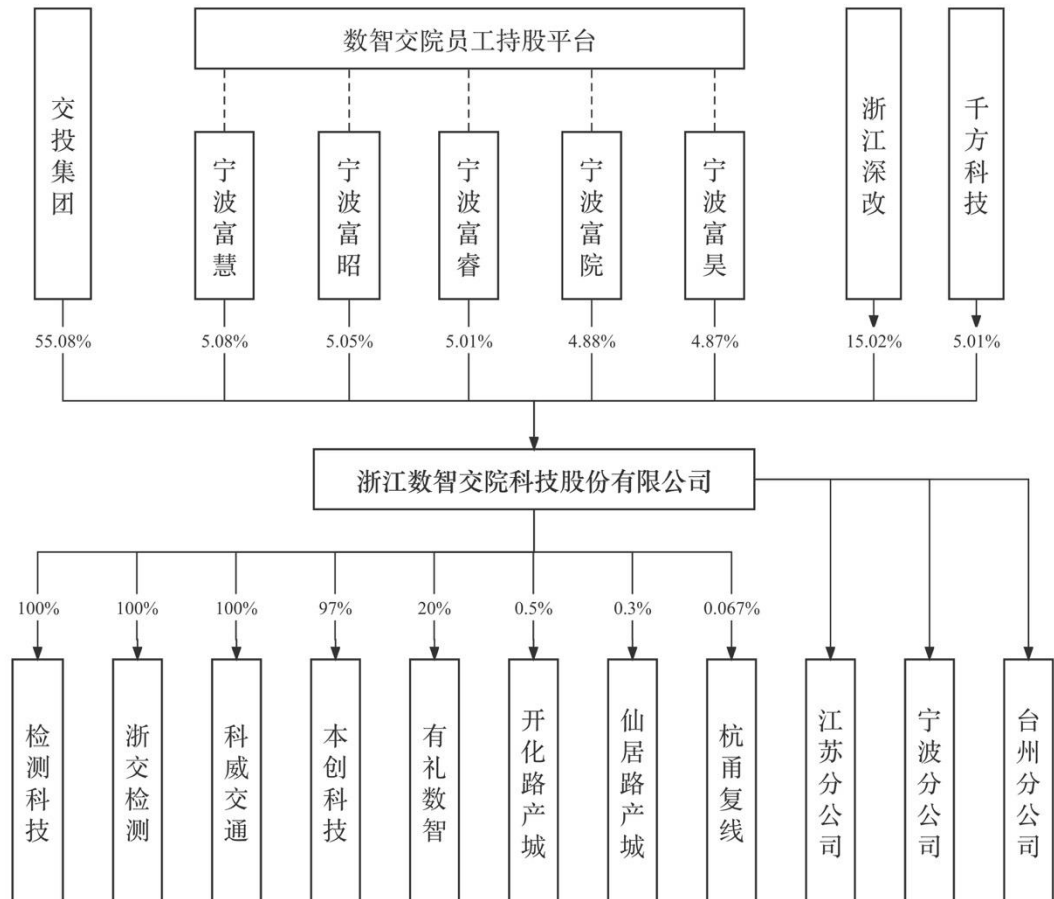 数智交院员工持股平台
交投集团
宁波富慧
宁波富昭
宁波富睿
宁波富院
宁波富昊
浙江深改
千方科技
55.08%
5.08%
5.05%
5.01%
4.88%
4.87%
15.02%
5.01%
浙江数智交院科技股份有限公司
100%
100%
100%
97%
20%
0.5%
0.3%
0.067%
检测科技
浙交检测
科威交通
本创科技
有礼数智
开化路产城
仙居路产城
杭甬复线
江苏分公司
宁波分公司
台州分公司